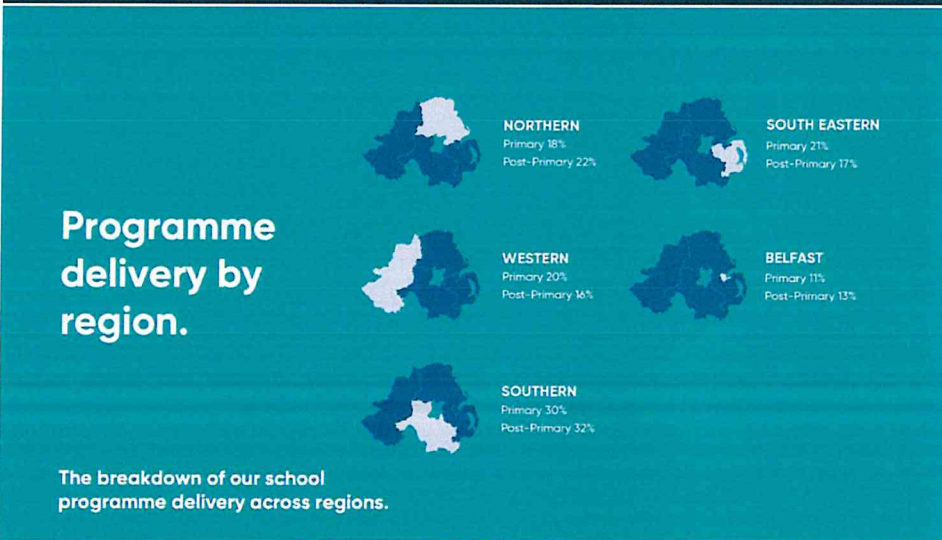 Programme
delivery by
region.
NORTHERN
Primary 18%
Post-Primary 22%
SOUTH EASTERN
Primary 21%
Post-Primary 17%
WESTERN
Primary 20%
Post-Primary 16%
BELFAST
Primary 11%
Post-Primary 13%
SOUTHERN
Primary 30%
Post-Primary 32%
The breakdown of our school
programme delivery across regions.